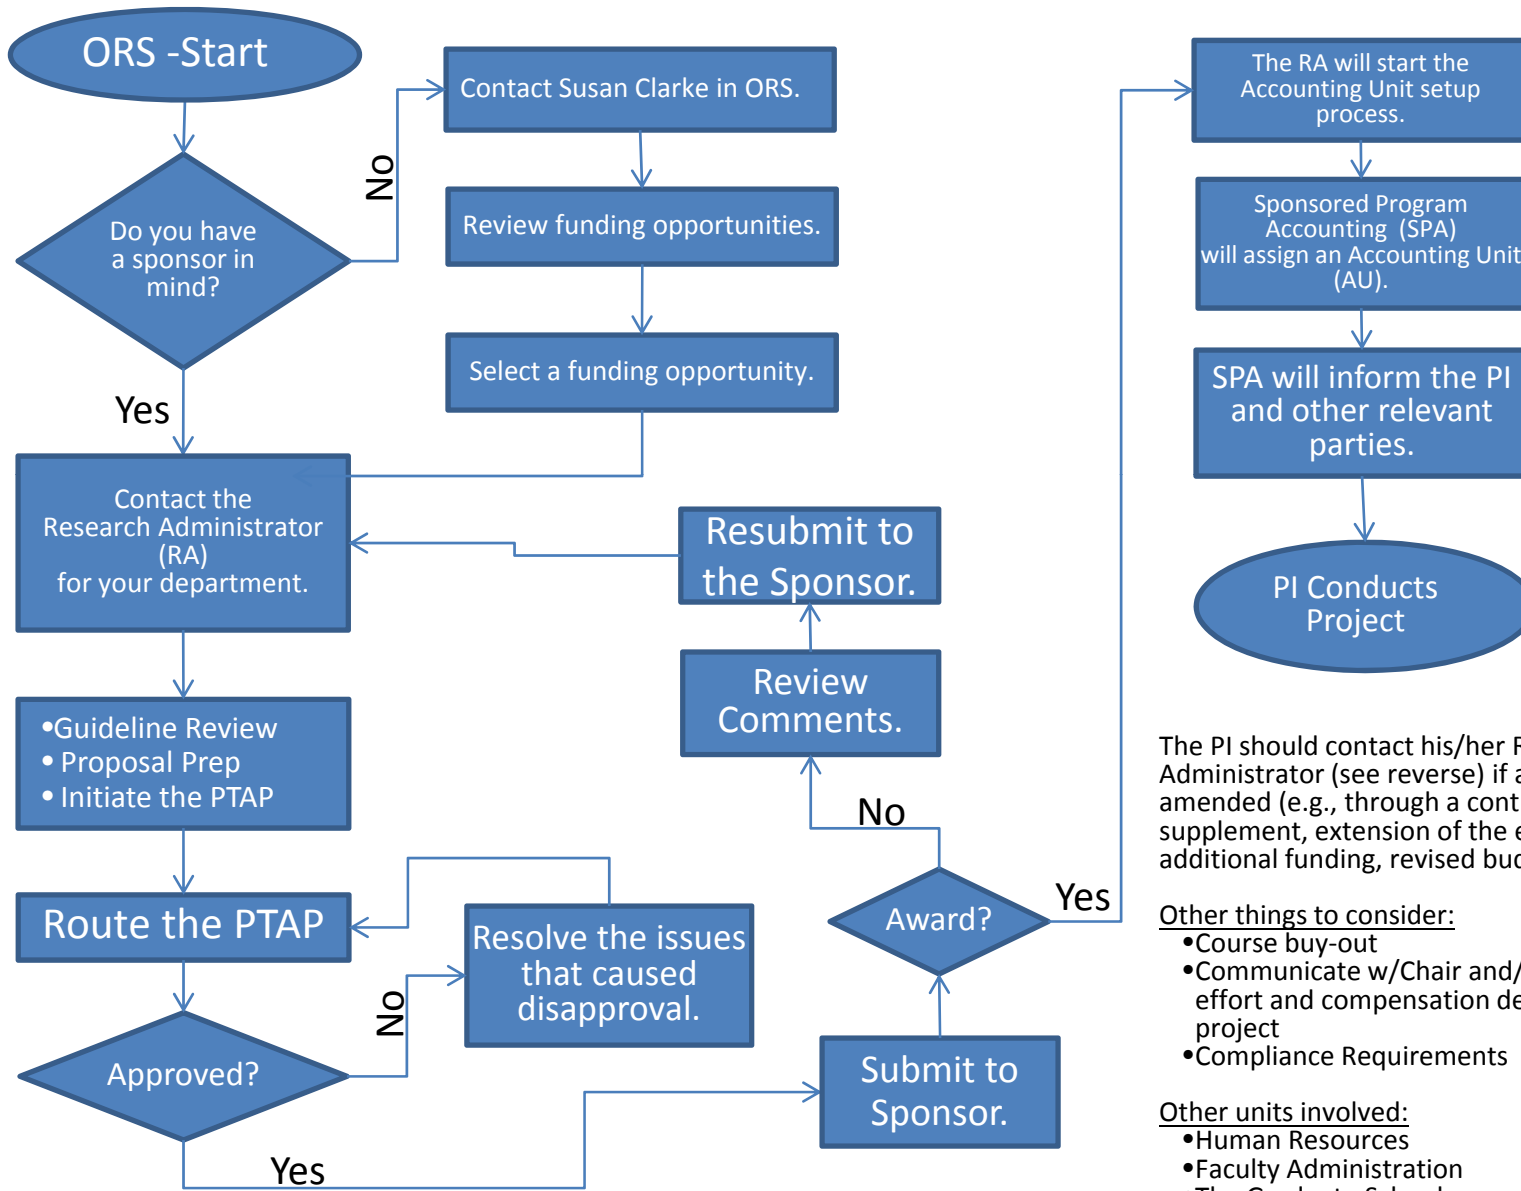 ORS -Start
Do you have
a sponsor in
mind?
No
Yes
Contact Susan Clarke in ORS.
Review funding opportunities.
Select a funding opportunity.
Contact the
Research Administrator
(RA)
for your department.
•Guideline Review
• Proposal Prep
• Initiate the PTAP
Route the PTAP
Approved?
No
Yes
Resolve the issues
that caused
disapproval.
Submit to
Sponsor.
Award?
No
Yes
Review
Comments.
Resubmit to
the Sponsor.
The RA will start the
Accounting Unit setup
process.
Sponsored Program
Accounting (SPA)
will assign an Accounting Unit
(AU).
SPA will inform the PI
and other relevant
parties.
PI Conducts
Project
The PI should contact his/her
Administrator (see reverse) if
amended (e.g., through a
supplement, extension of the
additional funding, revised
Other things to consider:
•Course buy-out
•Communicate w/Chair
effort and compensation
project
•Compliance Requirements
Other units involved:
•Human Resources
•Faculty Administration